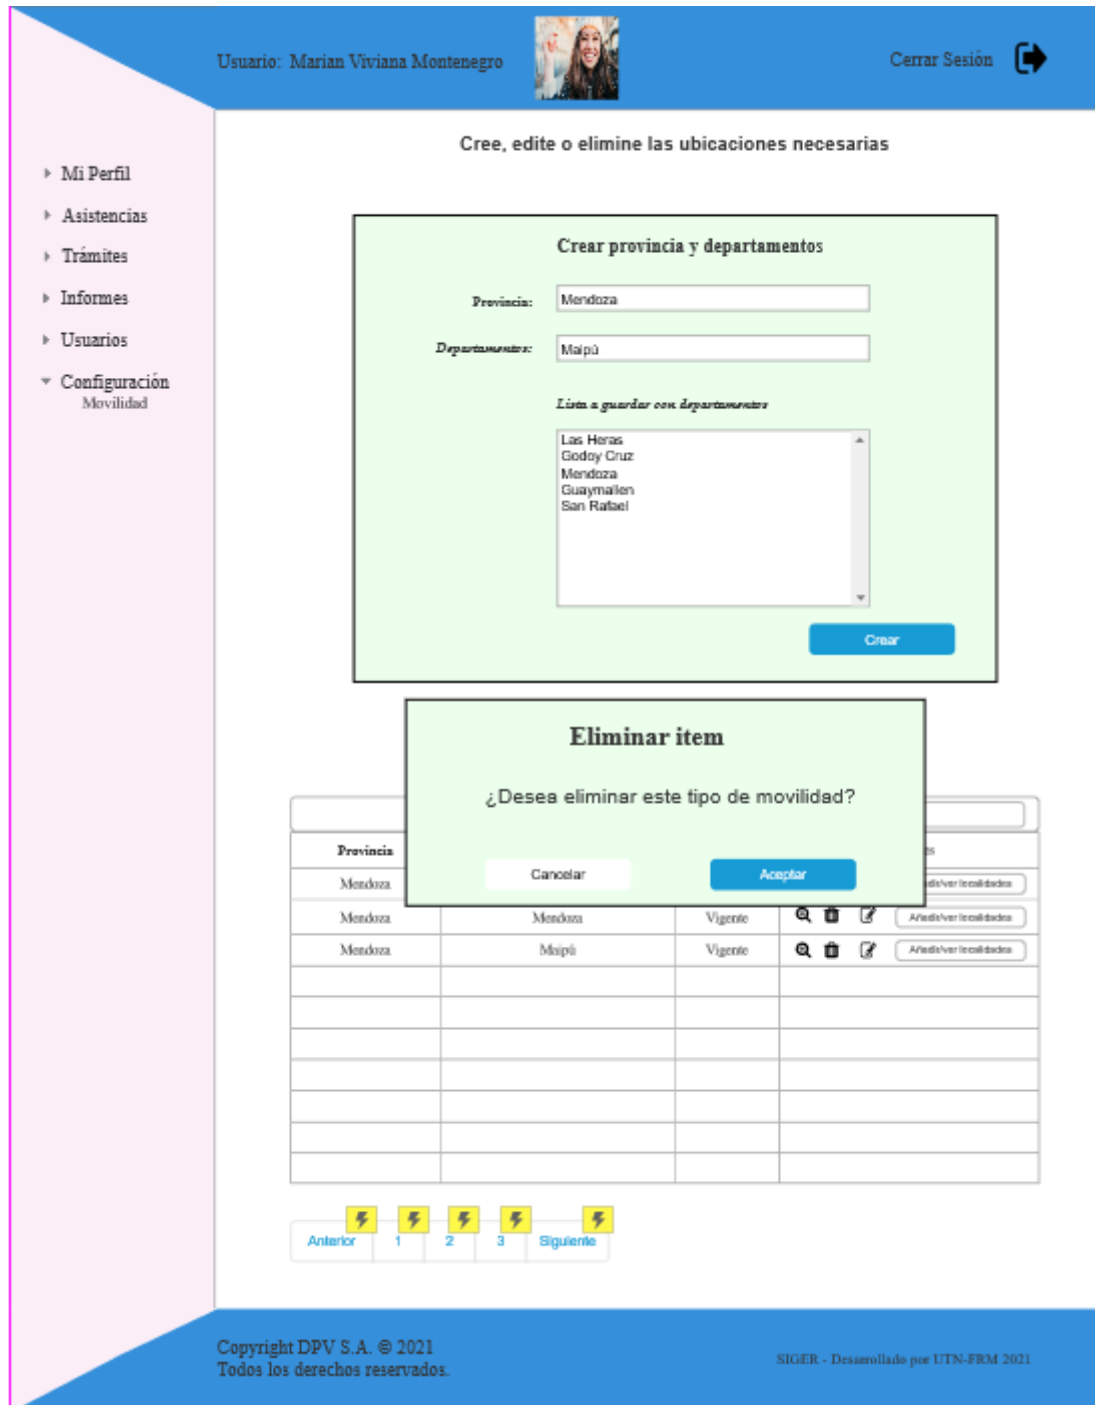 Usuario: Marian Viviana Montenegro
Cerrar Sesión
Cree, edite o elimine las ubicaciones necesarias
Mi Perfil
Asistencias
Trámites
Informes
Usuarios
Configuración
Movilidad
Crear provincia y departamentos
Provincia: Mendoza
Departamentos: Maipú
Lista a guardar con departamentos
Las Heras
Godoy Cruz
Mendoza
Guaymallen
San Rafael
Crear
Eliminar item
¿Desea eliminar este tipo de movilidad?
Cancelar Aceptar
Provincia
Mendoza localidades
Mendoza Mendoza Vigente Añadir/ver localidades
Mendoza Maipú Vigente Añadir/ver localidades
Anterior 1 2 3 Siguiente
Copyright DPV S.A. © 2021
Todos los derechos reservados.
SIGER - Desarrollado por UTN-FRM 2021